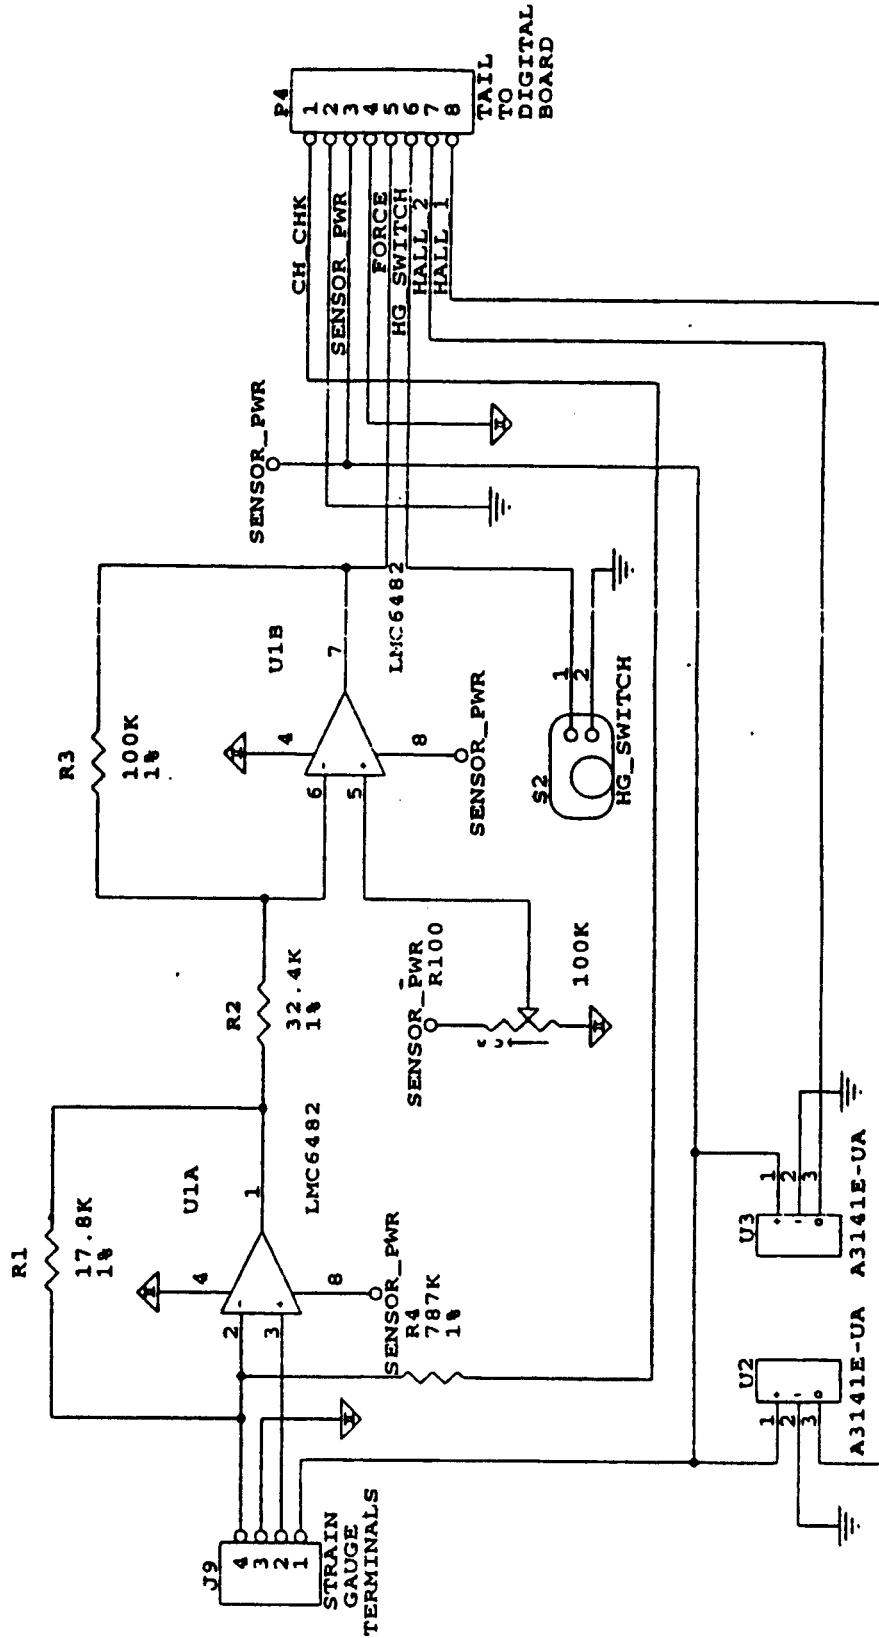 J9
4
3
2
1
STRAIN
GAUGE
TERMINALS
R1
17.8K
1%
U1A
2
3
4
1
8
LMC6482
SENSOR_PWR
R4
787K
1%
R2
32.4K
1%
R3
100K
1%
U1B
6
5
4
7
8
LMC6482
SENSOR_PWR
SENSOR_PWR
R100
100K
S2
1
2
HG_SWITCH
SENSOR_PWR
CH_CHK
SENSOR_PWR
FORCE
HG_SWITCH
HALL_2
HALL_1
P4
1
2
3
4
5
6
7
8
TAIL
TO
DIGITAL
BOARD
U2
1
2
3
A3141E-UA
U3
1
2
3
A3141E-UA